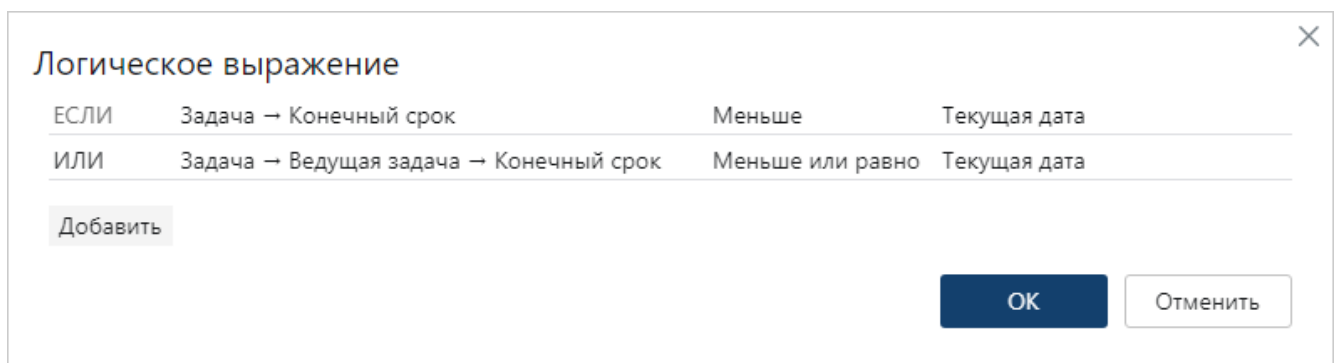 Логическое выражение
ЕСЛИ Задача → Конечный срок Меньше Текущая дата
ИЛИ Задача → Ведущая задача → Конечный срок Меньше или равно Текущая дата
Добавить
ОК Отменить